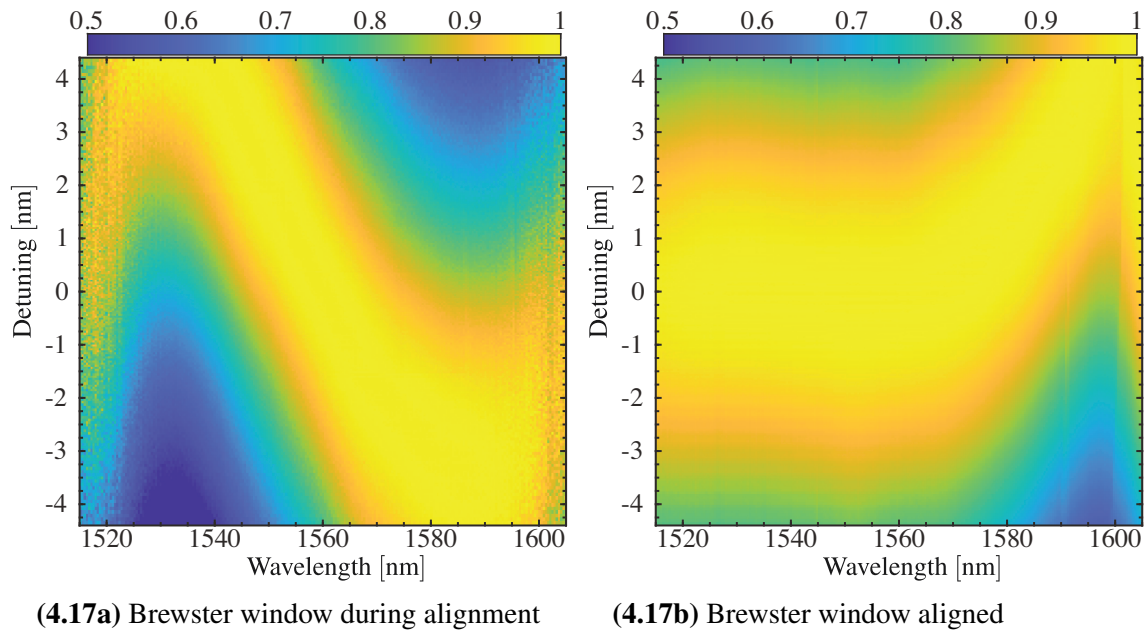 0.5 0.6 0.7 0.8 0.9 1
4
3
2
1
0
-1
-2
-3
-4
Detuning [nm]
1520 1540 1560 1580 1600
Wavelength [nm]
(4.17a) Brewster window during alignment
0.5 0.6 0.7 0.8 0.9 1
4
3
2
1
0
-1
-2
-3
-4
Detuning [nm]
1520 1540 1560 1580 1600
Wavelength [nm]
(4.17b) Brewster window aligned